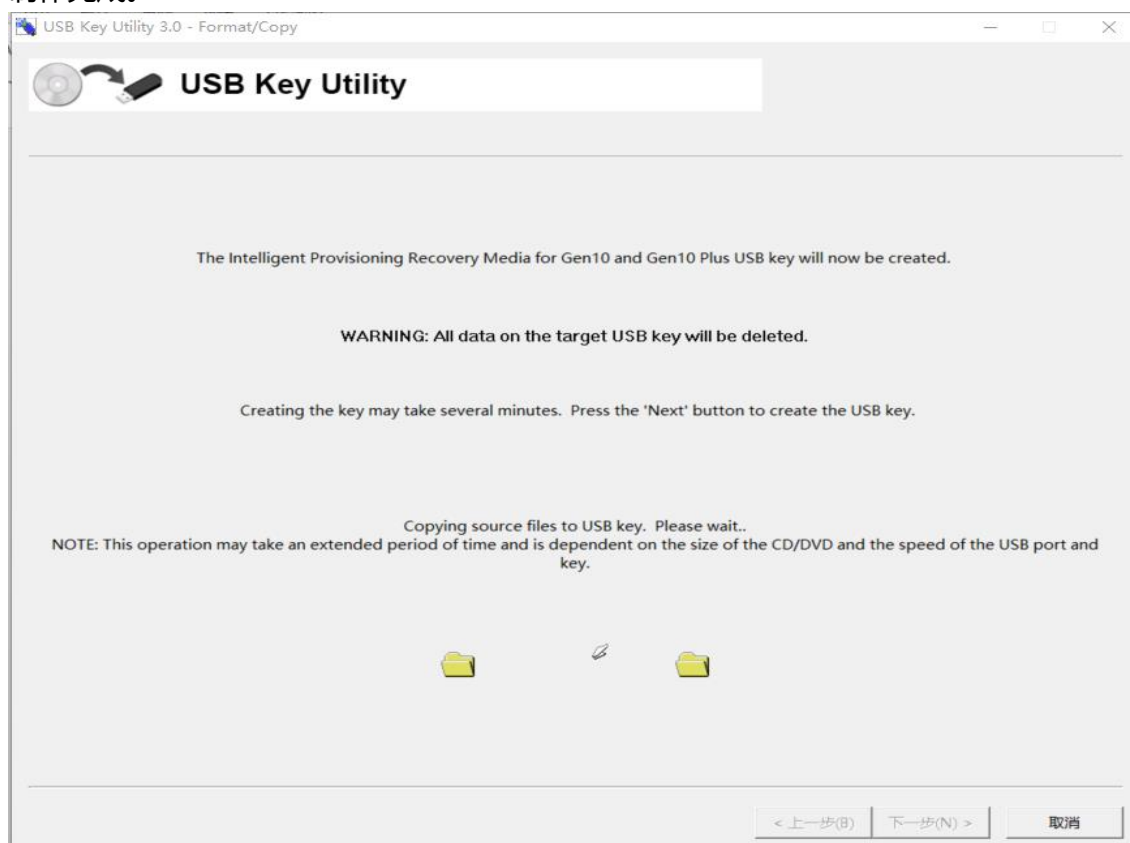 USB Key Utility 3.0 - Format/Copy
USB Key Utility
The Intelligent Provisioning Recovery Media for Gen10 and Gen10 Plus USB key will now be created.
WARNING: All data on the target USB key will be deleted.
Creating the key may take several minutes. Press the 'Next' button to create the USB key.
Copying source files to USB key. Please wait..
NOTE: This operation may take an extended period of time and is dependent on the size of the CD/DVD and the speed of the USB port and
key.
< 上一步(B) 下一步(N) > 取消